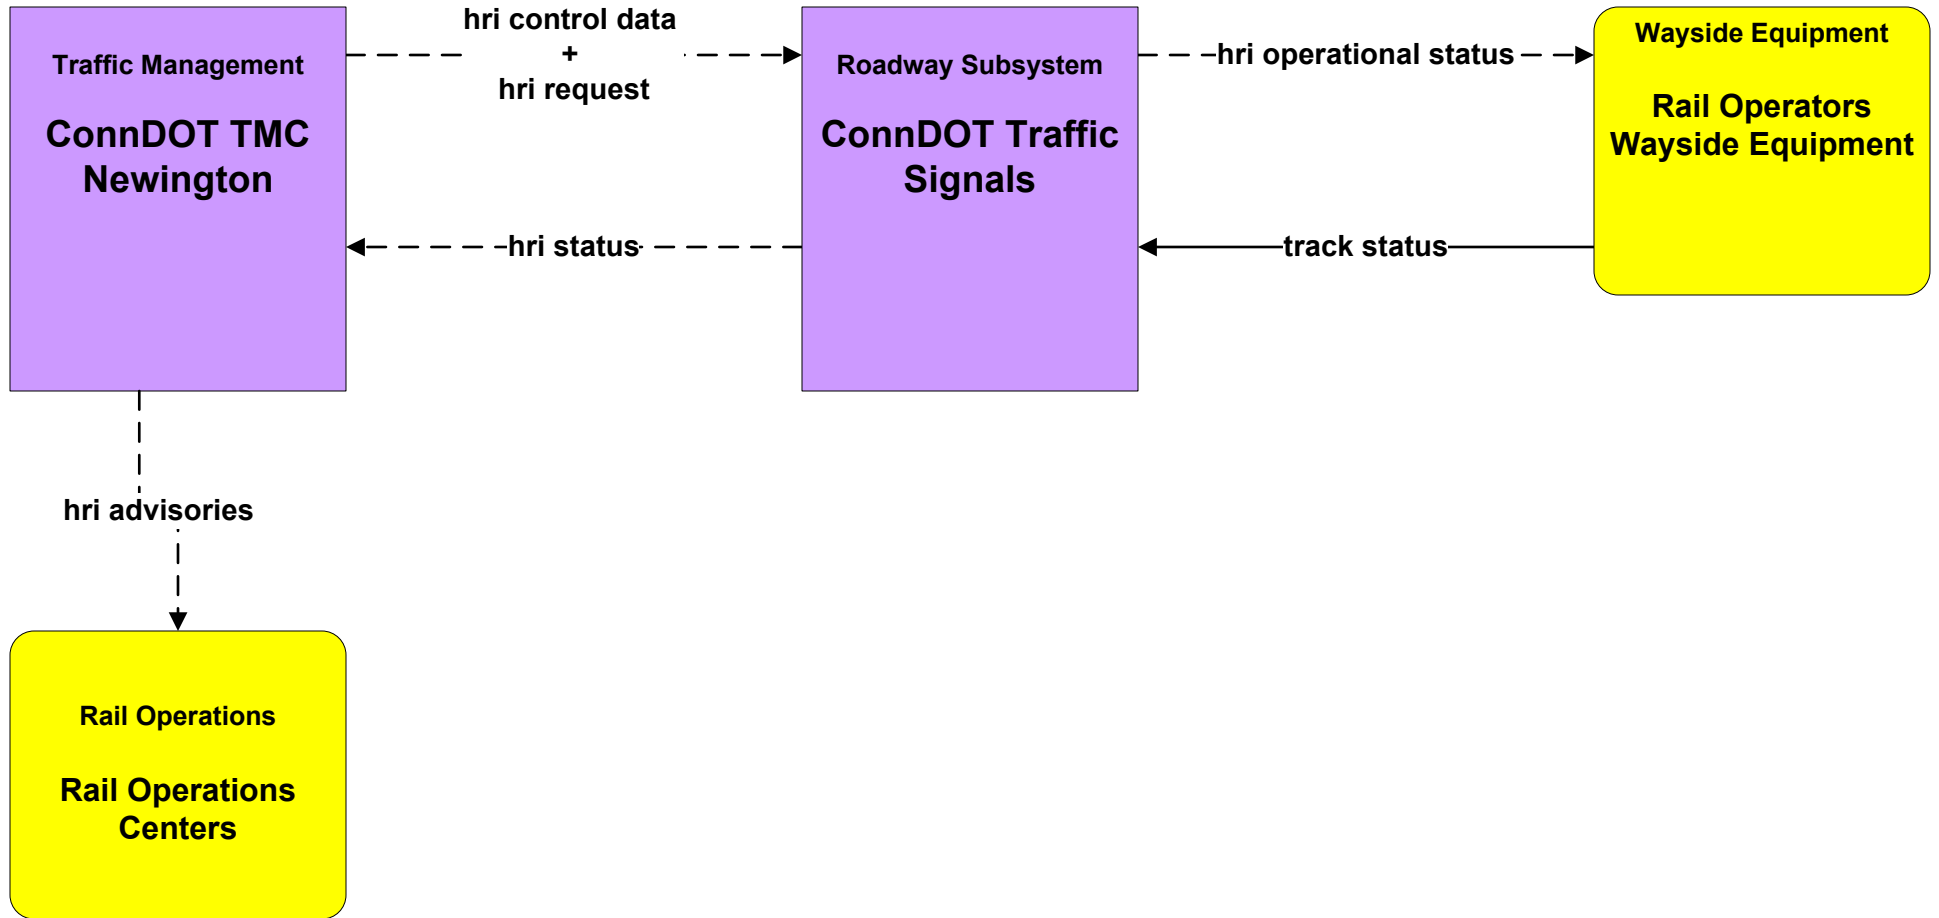 Traffic Management
ConnDOT TMC
Newington
hri control data
+
hri request
Roadway Subsystem
ConnDOT Traffic
Signals
hri operational status
Wayside Equipment
Rail Operators
Wayside Equipment
hri status
track status
hri advisories
Rail Operations
Rail Operations
Centers